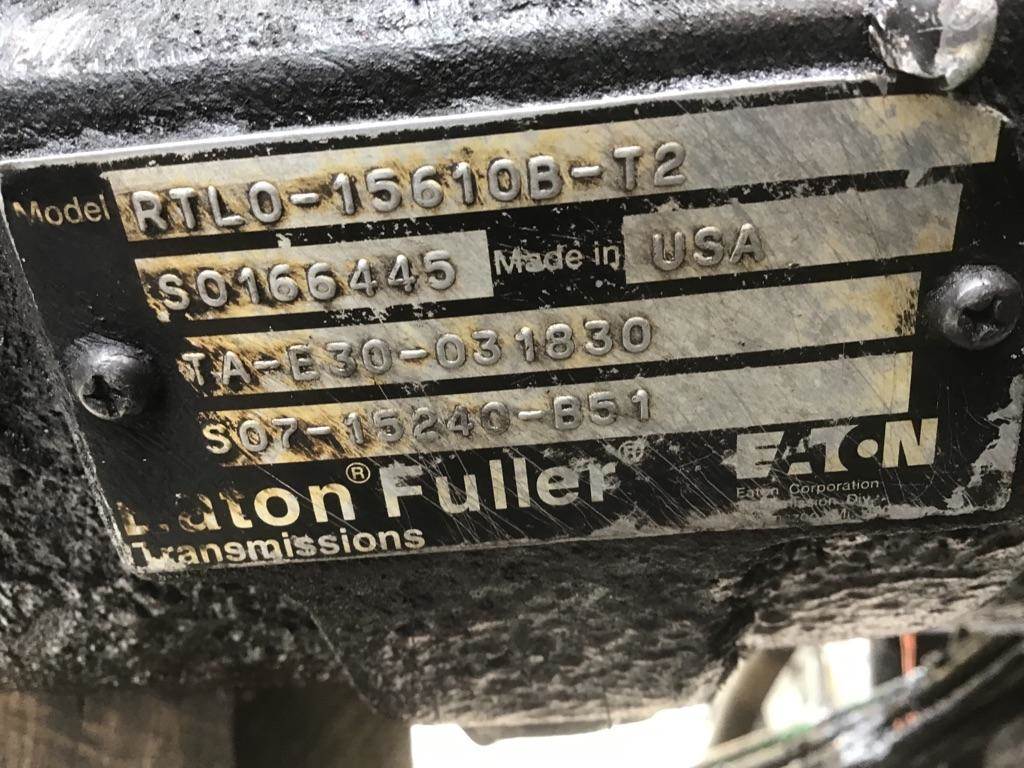 Model RTLO-15610B-T2
S0166445 Made in USA
TA-E30-031830
S07-15240-B51
Eaton® Fuller® EATON
Transmissions Eaton Corporation
Div.